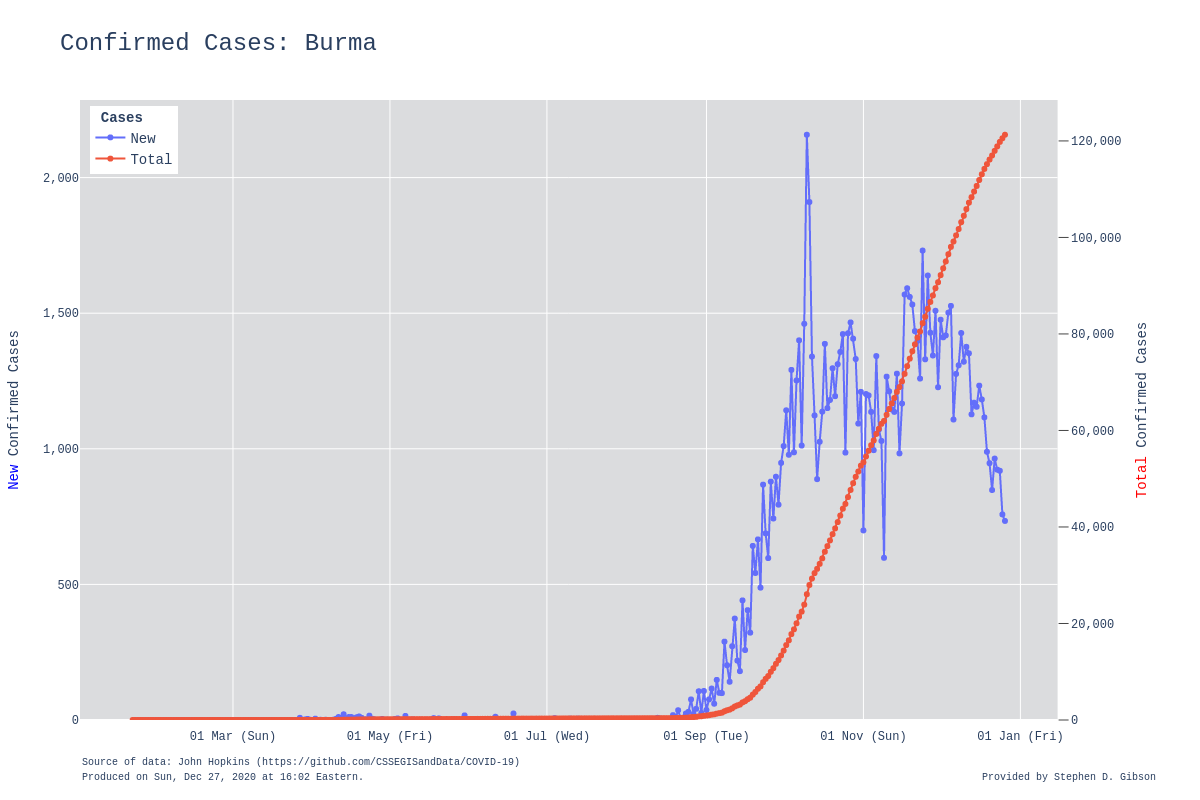 Confirmed Cases: Burma
Cases
New
Total
2,000
1,500
1,000
500
0
120,000
100,000
80,000
60,000
40,000
20,000
0
New Confirmed Cases
Total Confirmed Cases
01 Mar (Sun)
01 May (Fri)
01 Jul (Wed)
01 Sep (Tue)
01 Nov (Sun)
01 Jan (Fri)
Source of data: John Hopkins (https://github.com/CSSEGISandData/COVID-19)
Produced on Sun, Dec 27, 2020 at 16:02 Eastern.
Provided by Stephen D. Gibson